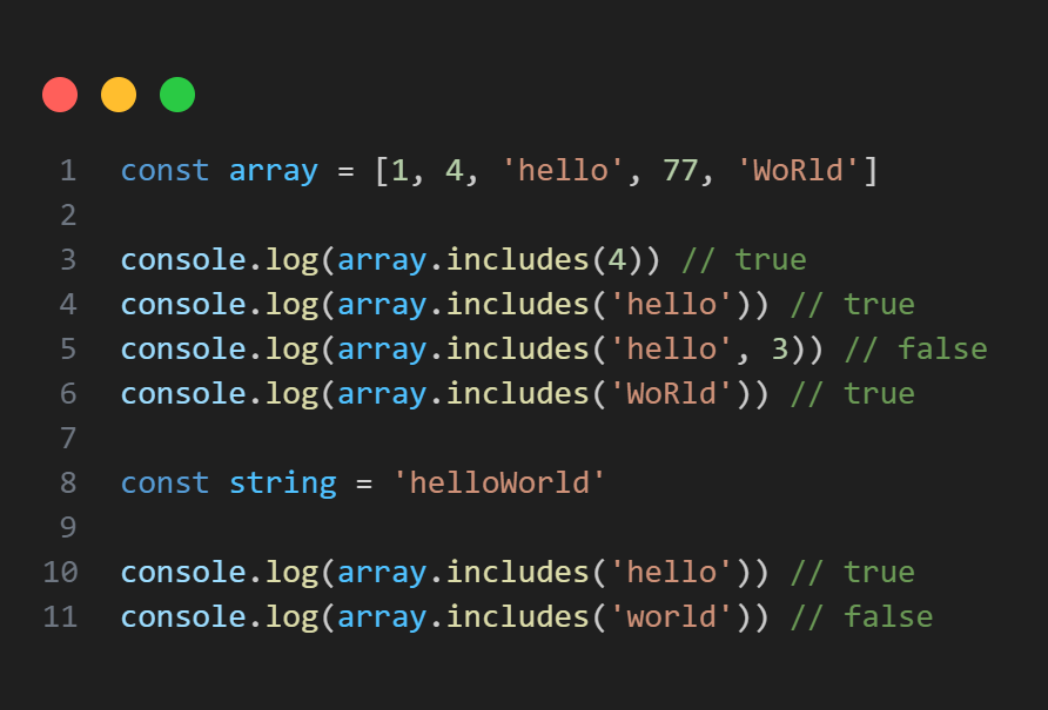 1 const array = [1, 4, 'hello', 77, 'WoRld']
2
3 console.log(array.includes(4)) // true
4 console.log(array.includes('hello')) // true
5 console.log(array.includes('hello', 3)) // false
6 console.log(array.includes('WoRld')) // true
7
8 const string = 'helloWorld'
9
10 console.log(array.includes('hello')) // true
11 console.log(array.includes('world')) // false